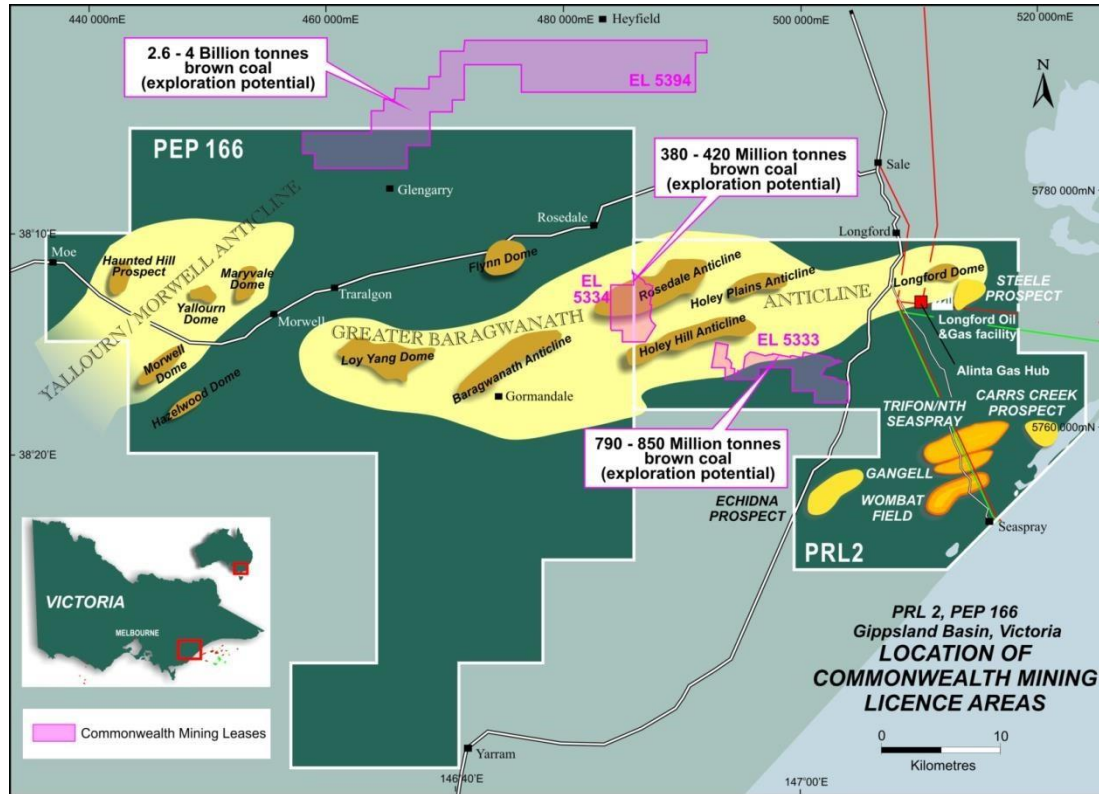 440 000mE
460 000mE
480 000mE
500 000mE
520 000mE
Heyfield
2.6 - 4 Billion tonnes
brown coal
(exploration potential)
EL 5394
N
PEP 166
380 - 420 Million tonnes
brown coal
(exploration potential)
Sale
Glengarry
5780 000mN
Rosedale
Longford
38°10'E
Moe
YALLOURN / MORWELL ANTICLINE
Haunted Hill
Prospect
Maryvale
Dome
Yallourn
Dome
Flynn Dome
EL
5334
Rosedale Anticline
Holey Plains Anticline
Longford Dome
STEELE
PROSPECT
Traralgon
Morwell
GREATER BARAGWANATH
ANTICLINE
Longford Oil
&Gas facility
Loy Yang Dome
Holey Hill Anticline
EL 5333
Morwell
Dome
Baragwanath Anticline
Alinta Gas Hub
Hazelwood Dome
Gormandale
TRIFON/NTH
SEASPRAY
CARRS CREEK
PROSPECT
5760 000mN
38°20'E
790 - 850 Million tonnes
brown coal
(exploration potential)
GANGELL
ECHIDNA
PROSPECT
WOMBAT
FIELD
Seaspray
PRL2
VICTORIA
MELBOURNE
PRL 2, PEP 166
Gippsland Basin, Victoria
LOCATION OF
COMMONWEALTH MINING
LICENCE AREAS
Commonwealth Mining Leases
0 10
Kilometres
Yarram
146°40'E
147°00'E